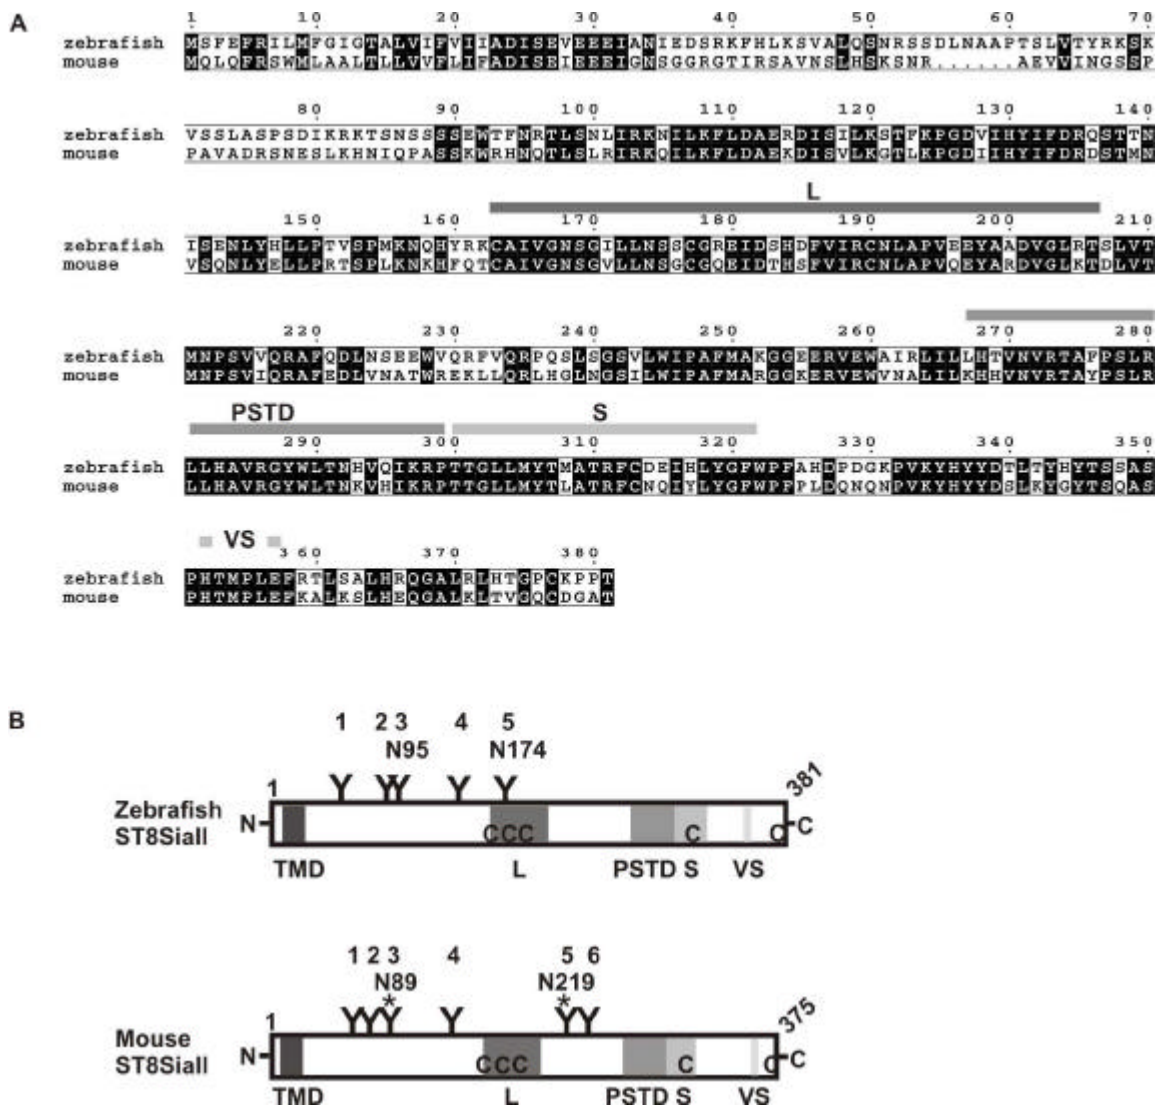 A
1 10 20 30 40 50 60 70
zebrafish MSFEFRILMFGIGTALVIFVIIADISEVEEEIANIEDSRKFHLKSVALQSNRSSDLNAAPTSLVTYRKSK
mouse MQLQFRSWMLAALTLLVVFLIFADISEIEEEIGNSGGRGTIRSAVNSLHSKSNR......AEVVINGSSP
80 90 100 110 120 130 140
zebrafish VSSLASPSDIKRKTSNSSSSEWTFNRTLSNLIRKNILKFLDAERDISILKSTFKPGDVIHYIFDRQSTTN
mouse PAVADRSNESLKHNIQPASSKWRHNQTLSLRIRKQILKFLDAEKDISVLKGTLKPGDIIHYIFDRDSTMN
L
150 160 170 180 190 200 210
zebrafish ISENLYHLLPTVSPMKNQHYRKCAIVGNSGILLNSSCGREIDSHDFVIRCNLAPVEEYAADVGLRTSLVT
mouse VSQNLYELLPRTSPLKNKHFQTCAIVGNSGVLLNSGCGQEIDTHSFVIRCNLAPVQEYARDVGLKTDLVT
220 230 240 250 260 270 280
zebrafish MNPSVVQRAFQDLNSEEWVQRFVQRPQSLSGSVLWIPAFMAKGGEERVEWAIRLILLHTVNVRTAFPSLR
mouse MNPSVIQRAFEDLVNATWREKLLQRLHGLNGSILWIPAFMARGGKERVEWVNALILKHHVNVRTAYPSLR
PSTD S
290 300 310 320 330 340 350
zebrafish LLHAVRGYWLTNHVQIKRPTTGLLMYTMATRFCDEIHLYGFWPFAHDPDGKPVKYHYYDTLTYHYTSSAS
mouse LLHAVRGYWLTNKVHIKRPTTGLLMYTLATRFCNQIYLYGFWPFPLDQNQNPVKYHYYDSLKYGYTSQAS
VS
360 370 380
zebrafish PHTMPLEFRTLSALHRQGALRLHTGPCKPPT
mouse PHTMPLEFKALKSLHEQGALKLTVGQCDGAT
B
1 2 3 4 5
N95 N174
1 Y Y Y Y Y 381
Zebrafish
ST8SiaII
N C C C C C C
TMD L PSTD S VS
1 2 3 4 5 6
N89 N219
* *
1 Y Y Y Y Y Y 375
Mouse
ST8SiaII
N C C C C C C
TMD L PSTD S VS